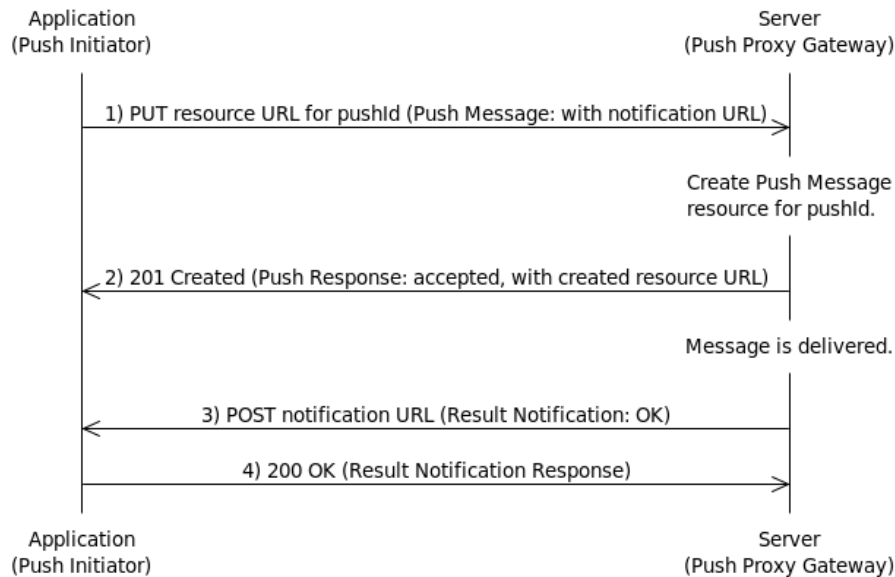 Application
(Push Initiator)
Server
(Push Proxy Gateway)
1) PUT resource URL for pushId (Push Message: with notification URL)
Create Push Message
resource for pushId.
2) 201 Created (Push Response: accepted, with created resource URL)
Message is delivered.
3) POST notification URL (Result Notification: OK)
4) 200 OK (Result Notification Response)
Application
(Push Initiator)
Server
(Push Proxy Gateway)